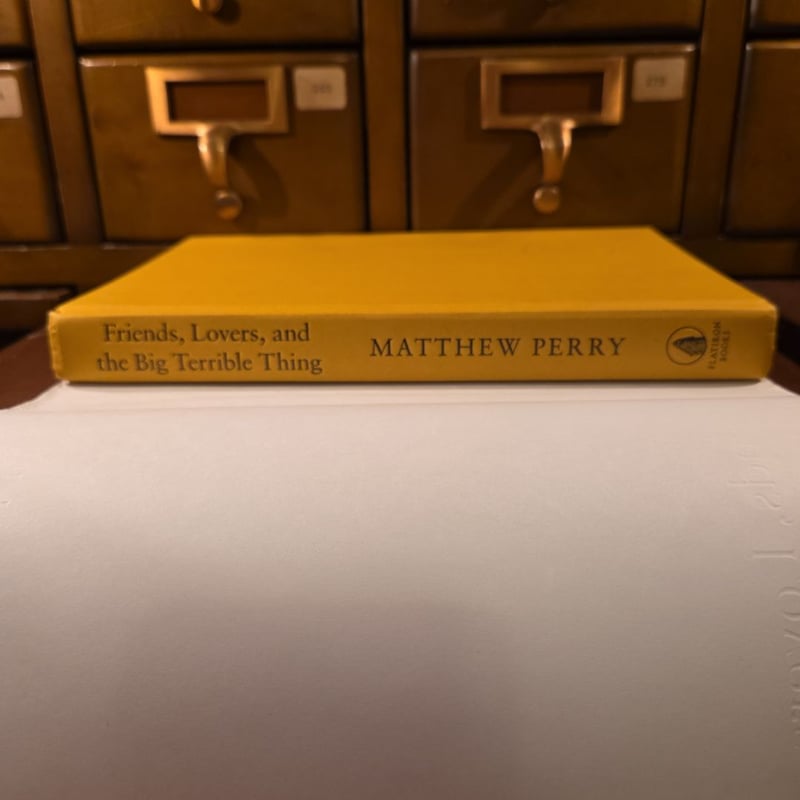 Friends, Lovers, and
the Big Terrible Thing
MATTHEW PERRY
FLATIRON
BOOKS